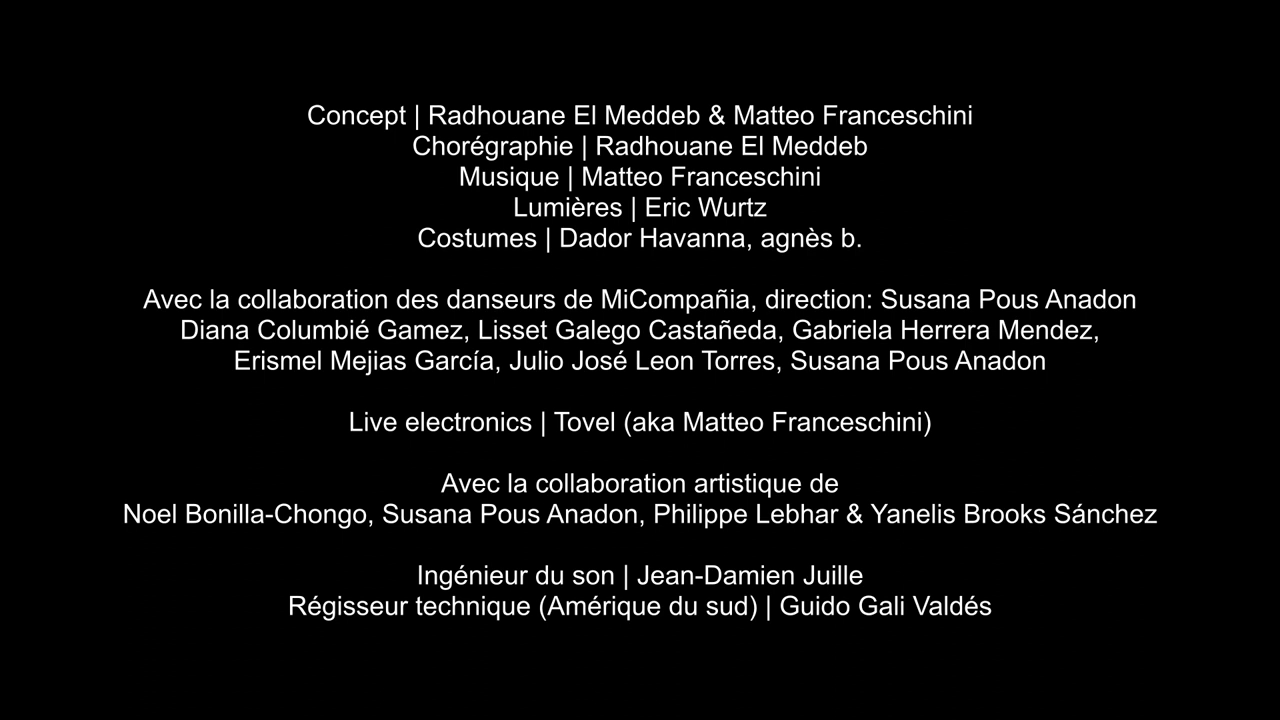 Concept | Radhouane El Meddeb & Matteo Franceschini
Chorégraphie | Radhouane El Meddeb
Musique | Matteo Franceschini
Lumières | Eric Wurtz
Costumes | Dador Havanna, agnès b.
Avec la collaboration des danseurs de MiCompañia, direction: Susana Pous Anadon
Diana Columbié Gamez, Lisset Galego Castañeda, Gabriela Herrera Mendez,
Erismel Mejias García, Julio José Leon Torres, Susana Pous Anadon
Live electronics | Tovel (aka Matteo Franceschini)
Avec la collaboration artistique de
Noel Bonilla-Chongo, Susana Pous Anadon, Philippe Lebhar & Yanelis Brooks Sánchez
Ingénieur du son | Jean-Damien Juille
Régisseur technique (Amérique du sud) | Guido Gali Valdés